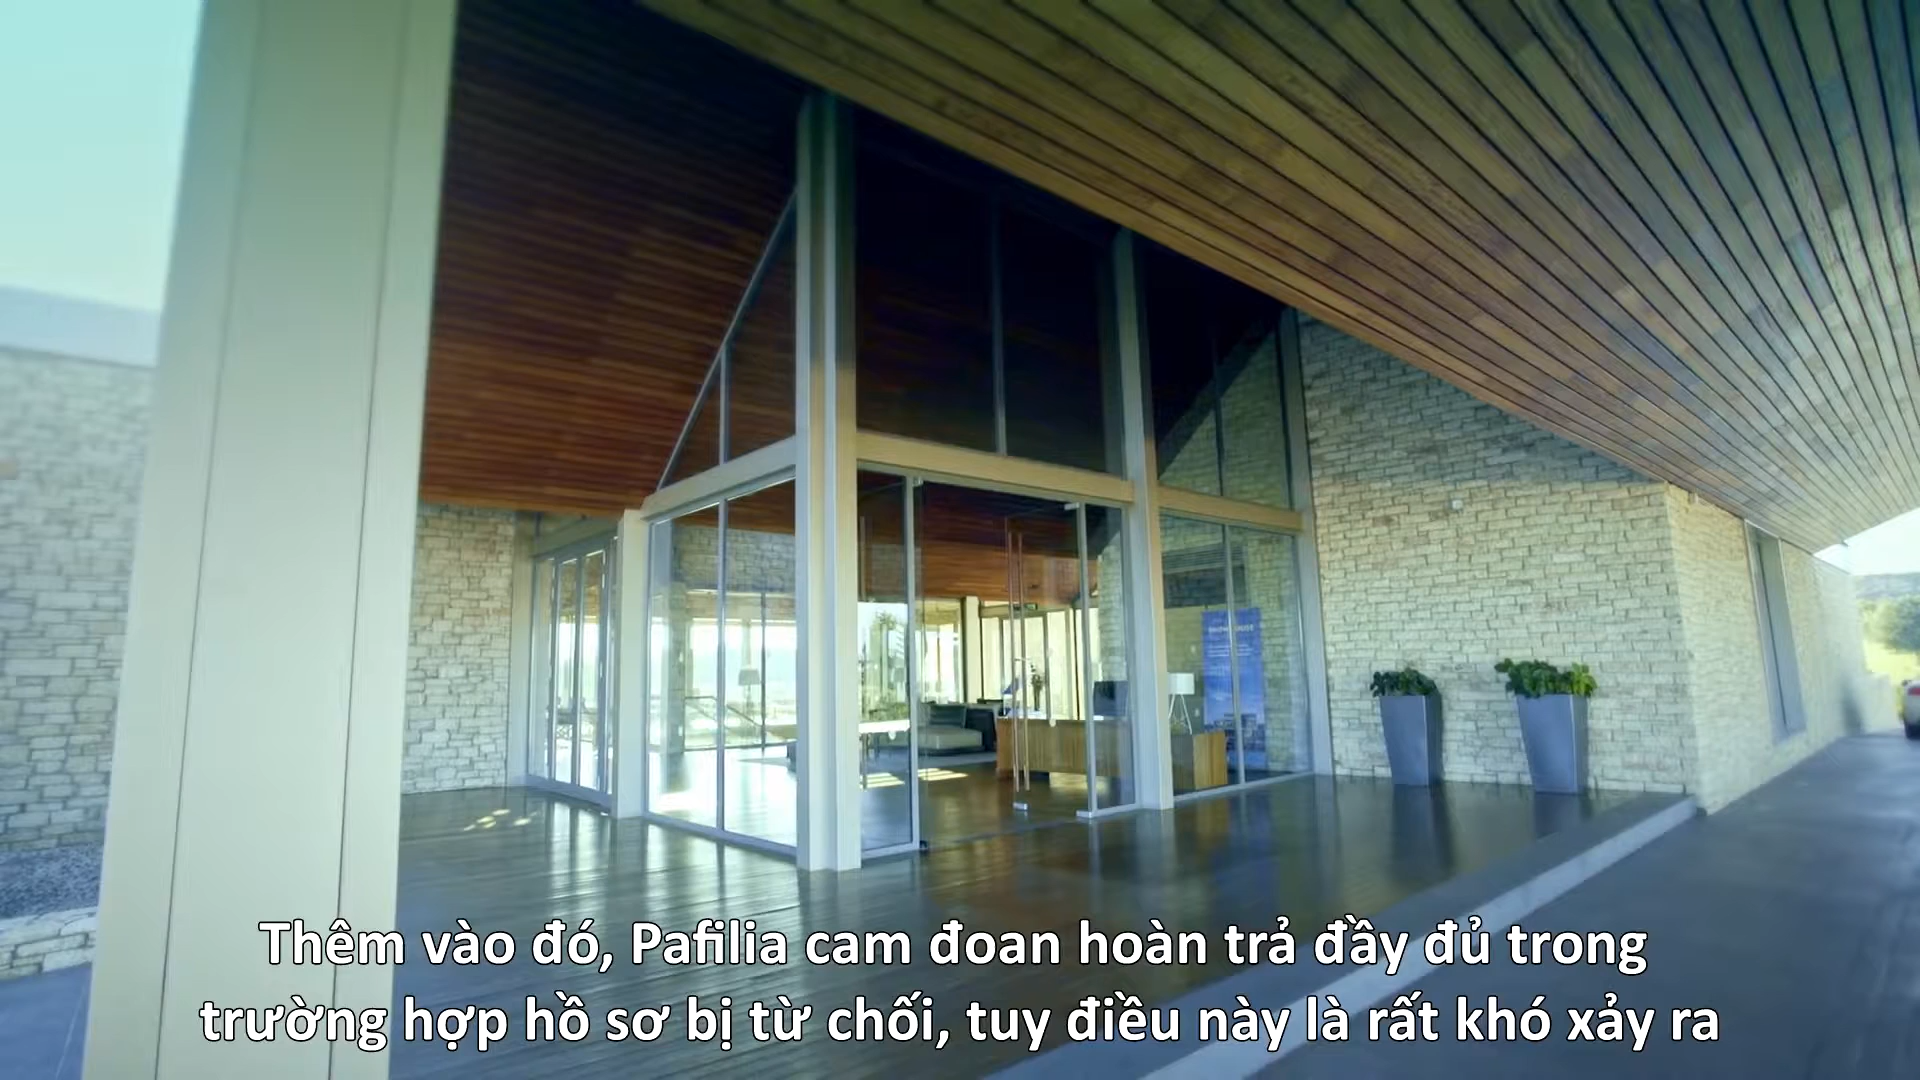 Thêm vào đó, Pafilia cam đoan hoàn trả đầy đủ trong
trường hợp hồ sơ bị từ chối, tuy điều này là rất khó xảy ra